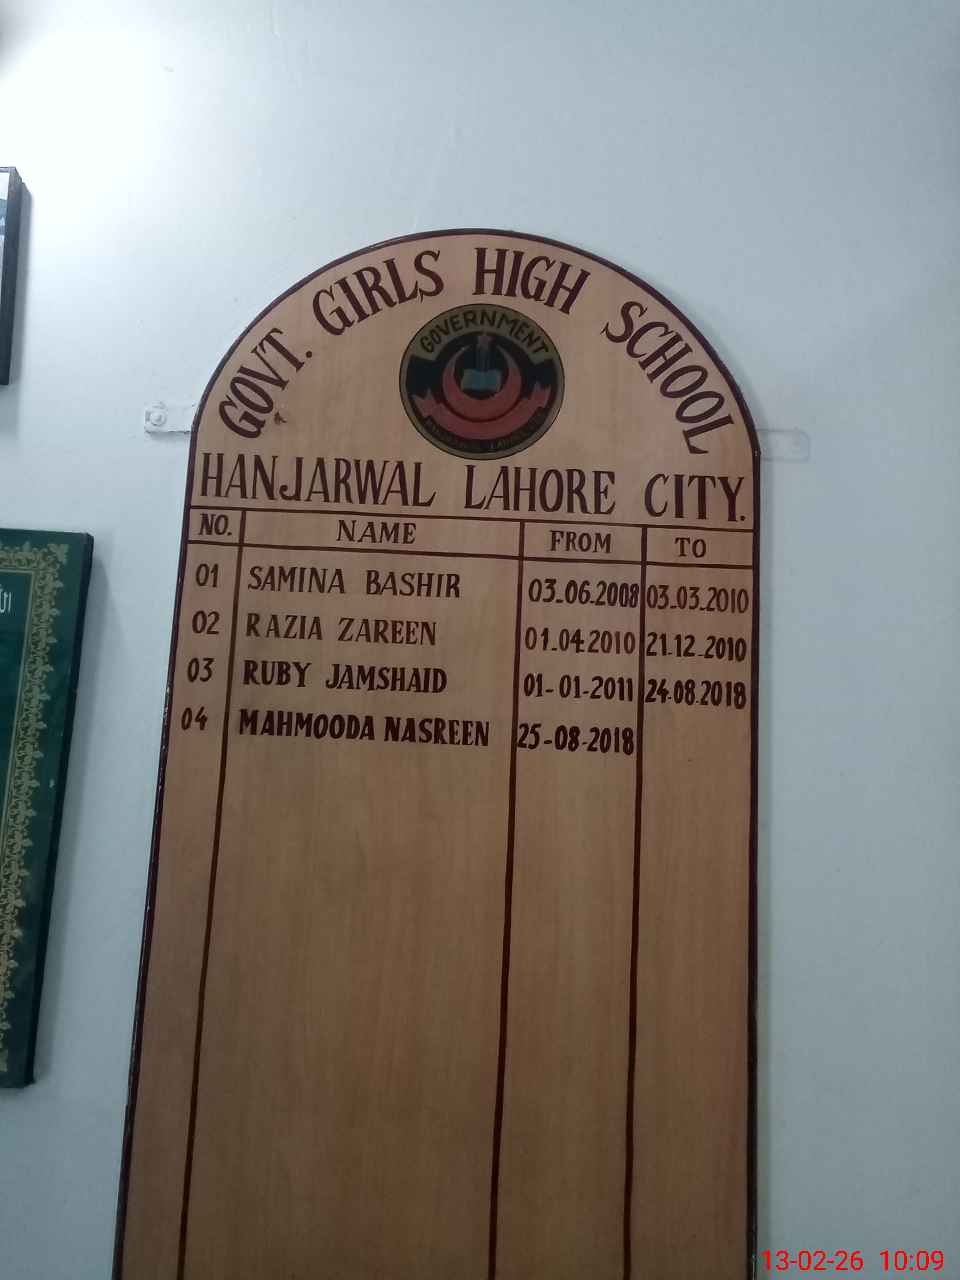 GOVT. GIRLS HIGH SCHOOL
GOVERNMENT
HANJARWAL LAHORE CITY.
NO. NAME FROM TO
01 SAMINA BASHIR 03.06.2008 03.03.2010
02 RAZIA ZAREEN 01.04.2010 21.12.2010
03 RUBY JAMSHAID 01-01-2011 24.08.2018
04 MAHMOODA NASREEN 25-08-2018
13-02-26 10:09